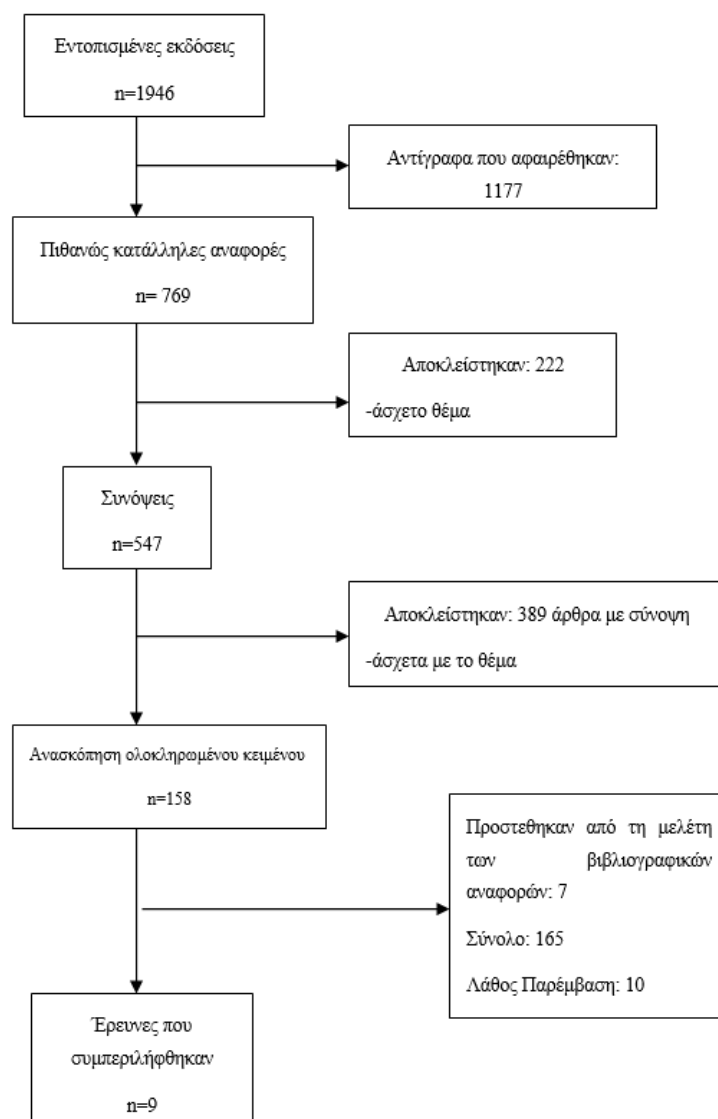 Εντοπισμένες εκδόσεις
n=1946
Αντίγραφα που αφαιρέθηκαν:
1177
Πιθανώς κατάλληλες αναφορές
n= 769
Αποκλείστηκαν: 222
-άσχετο θέμα
Συνόψεις
n=547
Αποκλείστηκαν: 389 άρθρα με σύνοψη
-άσχετα με το θέμα
Ανασκόπηση ολοκληρωμένου κειμένου
n=158
Προστεθηκαν από τη μελέτη
των βιβλιογραφικών
αναφορών: 7
Σύνολο: 165
Λάθος Παρέμβαση: 10
Έρευνες που
συμπεριλήφθηκαν
n=9